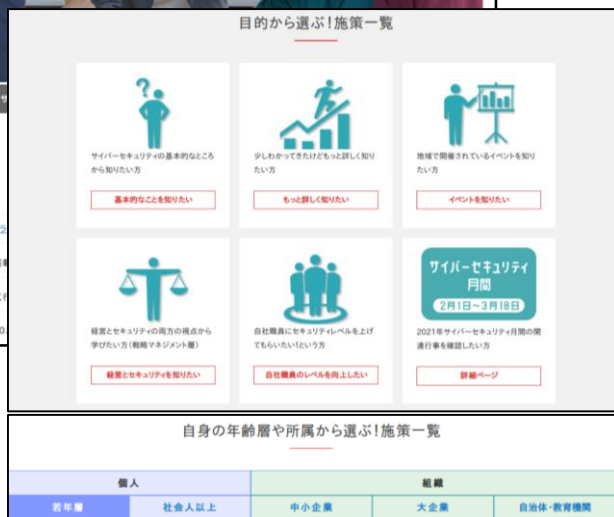 目的から選ぶ!施策一覧
?
サイバーセキュリティの基本的なところ
から知りたい方
基本的なことを知りたい
少しわかってきたけどもっと詳しく知り
たい方
もっと詳しく知りたい
地域で開催されているイベントを知り
たい方
イベントを知りたい
経営とセキュリティの両方の視点から
学びたい方(戦略マネジメント層)
経営とセキュリティを知りたい
自社職員にセキュリティレベルを上げ
てもらいたい!という方
自社職員のレベルを向上したい
サイバーセキュリティ
月間
2月1日~3月18日
2021年サイバーセキュリティ月間の関
連行事を確認したい方
詳細ページ
自身の年齢層や所属から選ぶ!施策一覧
個人
組織
若年層
社会人以上
中小企業
大企業
自治体・教育機関